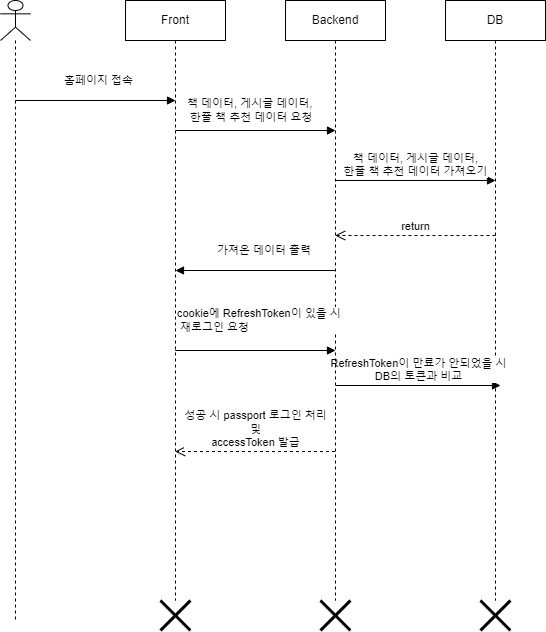 Front
Backend
DB
홈페이지 접속
책 데이터, 게시글 데이터,
한줄 책 추천 데이터 요청
책 데이터, 게시글 데이터,
한줄 책 추천 데이터 가져오기
return
가져온 데이터 출력
cookie에 RefreshToken이 있을 시
재로그인 요청
RefreshToken이 만료가 안되었을 시
DB의 토큰과 비교
성공 시 passport 로그인 처리
및
accessToken 발급